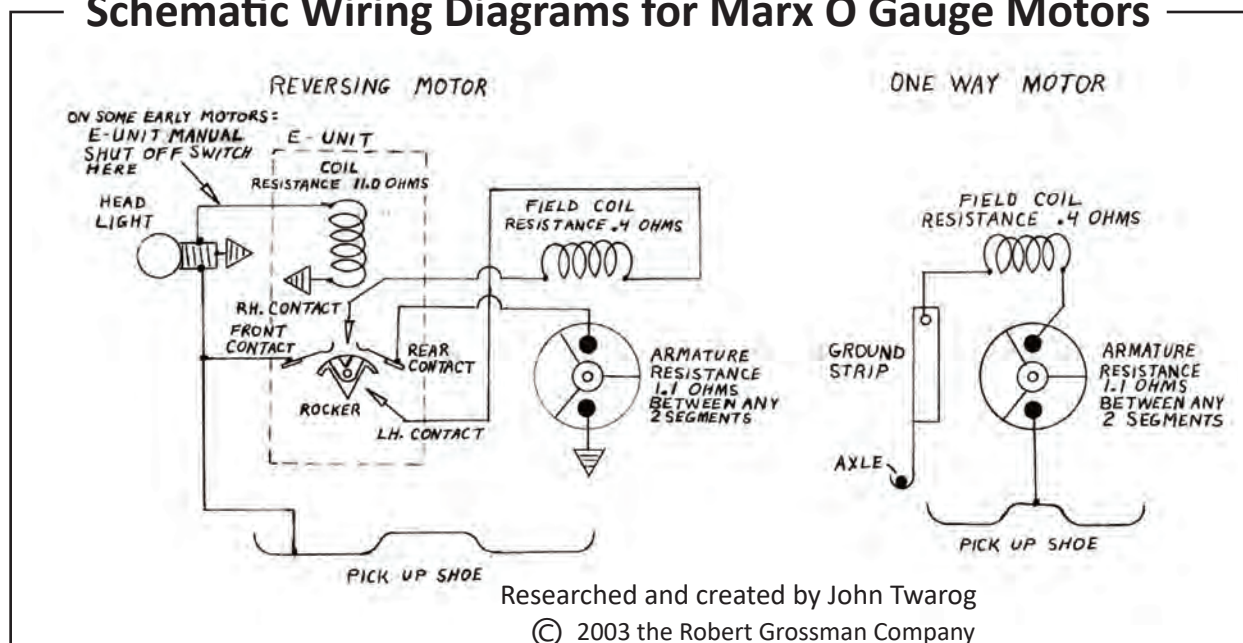 Schematic Wiring Diagrams for Marx O Gauge Motors
REVERSING MOTOR
ON SOME EARLY MOTORS:
E-UNIT MANUAL
SHUT OFF SWITCH
HERE
E-UNIT
COIL
RESISTANCE 11.0 OHMS
HEAD
LIGHT
FIELD COIL
RESISTANCE .4 OHMS
RH. CONTACT
FRONT
CONTACT
REAR
CONTACT
ROCKER
LH. CONTACT
ARMATURE
RESISTANCE
1.1 OHMS
BETWEEN ANY
2 SEGMENTS
PICK UP SHOE
ONE WAY MOTOR
FIELD COIL
RESISTANCE .4 OHMS
GROUND
STRIP
ARMATURE
RESISTANCE
1.1 OHMS
BETWEEN ANY
2 SEGMENTS
AXLE
PICK UP SHOE
Researched and created by John Twarog
© 2003 the Robert Grossman Company